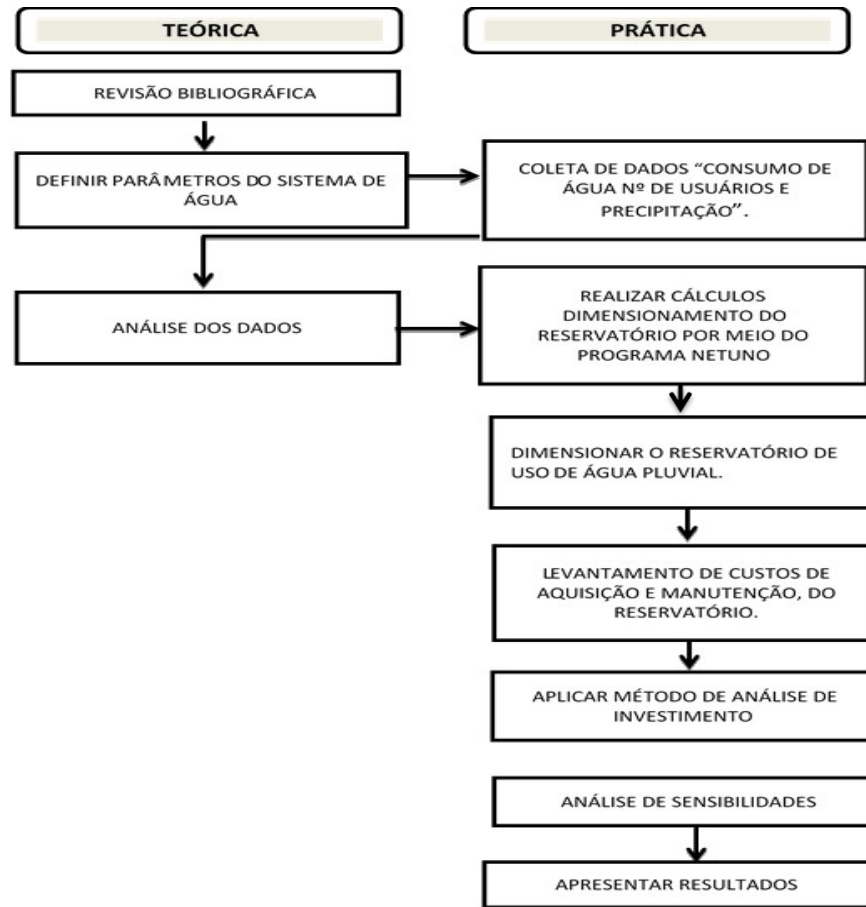 TEÓRICA
PRÁTICA
REVISÃO BIBLIOGRÁFICA
DEFINIR PARÂMETROS DO SISTEMA DE
ÁGUA
COLETA DE DADOS “CONSUMO DE
ÁGUA Nº DE USUÁRIOS E
PRECIPITAÇÃO”.
ANÁLISE DOS DADOS
REALIZAR CÁLCULOS
DIMENSIONAMENTO DO
RESERVATÓRIO POR MEIO DO
PROGRAMA NETUNO
DIMENSIONAR O RESERVATÓRIO DE
USO DE ÁGUA PLUVIAL.
LEVANTAMENTO DE CUSTOS DE
AQUISIÇÃO E MANUTENÇÃO, DO
RESERVATÓRIO.
APLICAR MÉTODO DE ANÁLISE DE
INVESTIMENTO
ANÁLISE DE SENSIBILIDADES
APRESENTAR RESULTADOS